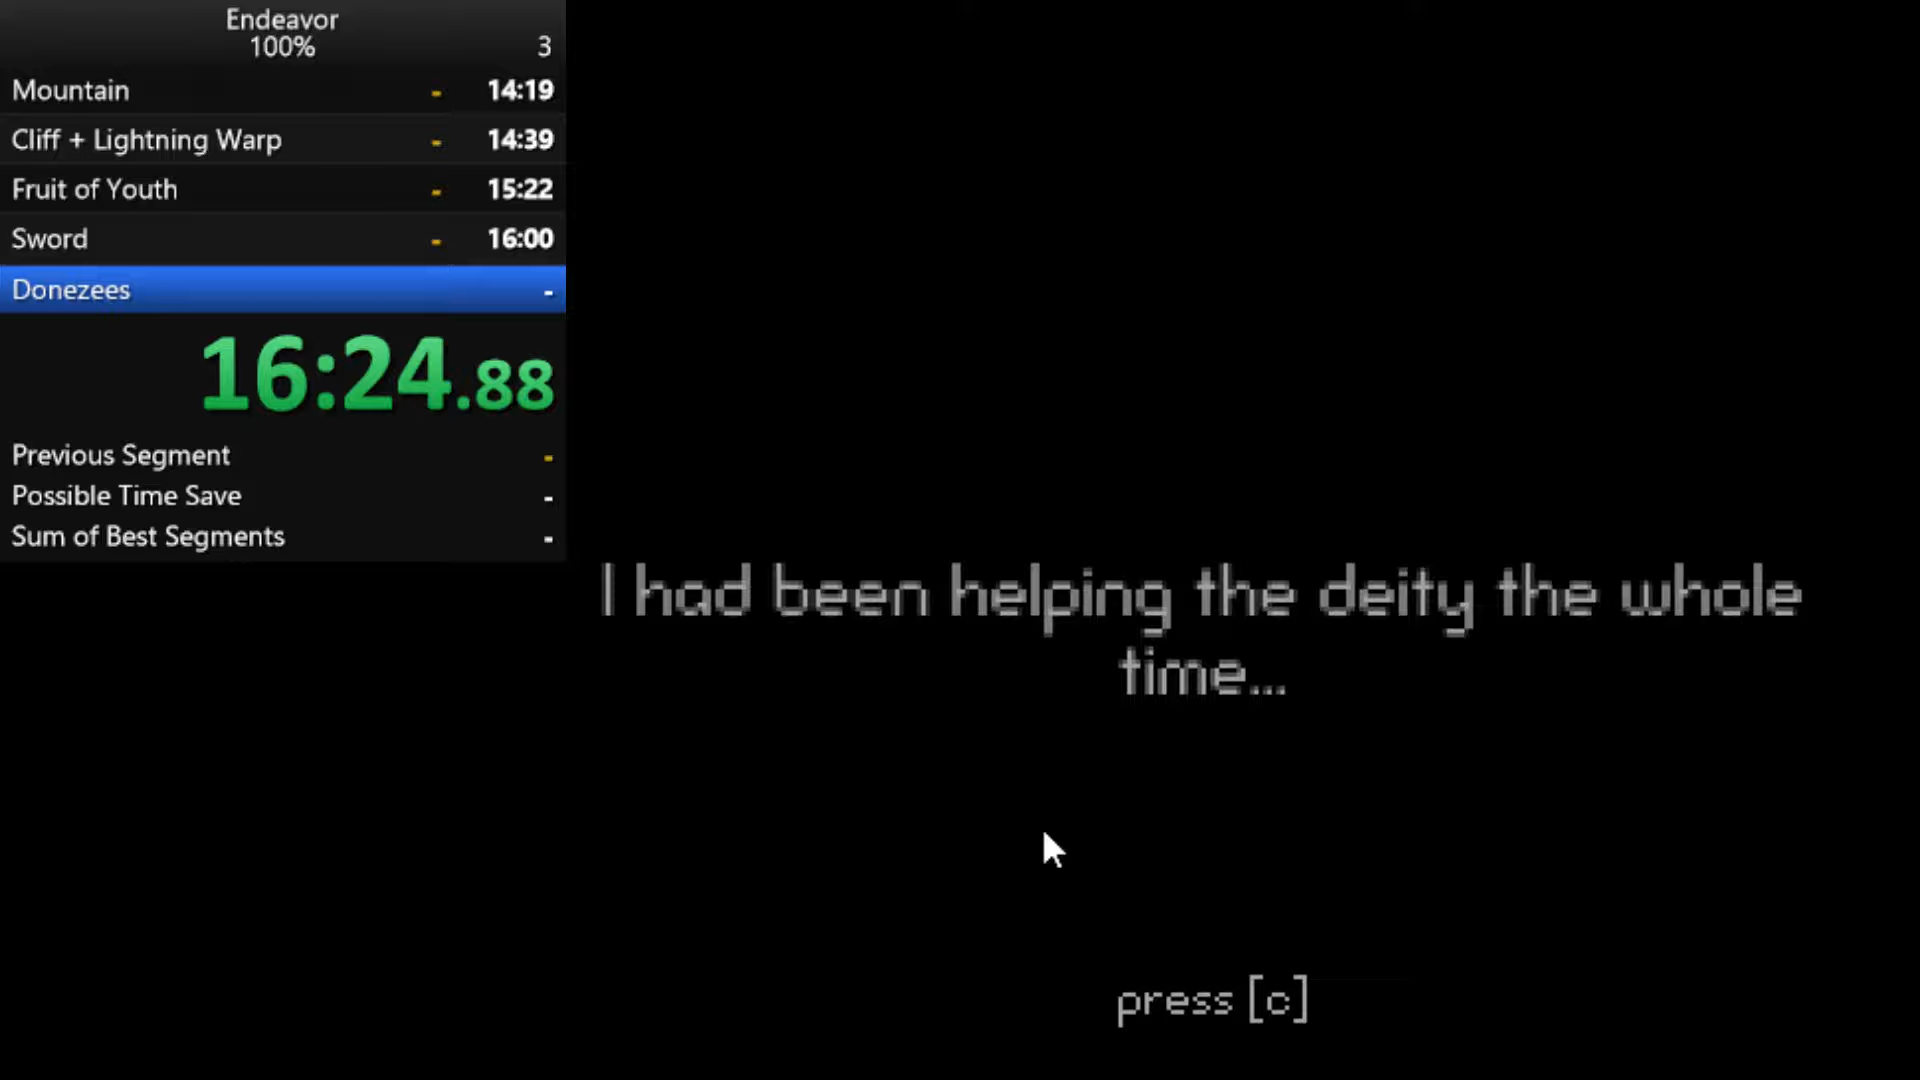 Endeavor
100% 3
Mountain - 14:19
Cliff + Lightning Warp - 14:39
Fruit of Youth - 15:22
Sword - 16:00
Donezees -
16:24.88
Previous Segment -
Possible Time Save -
Sum of Best Segments -
I had been helping the deity the whole
time...
press [c]